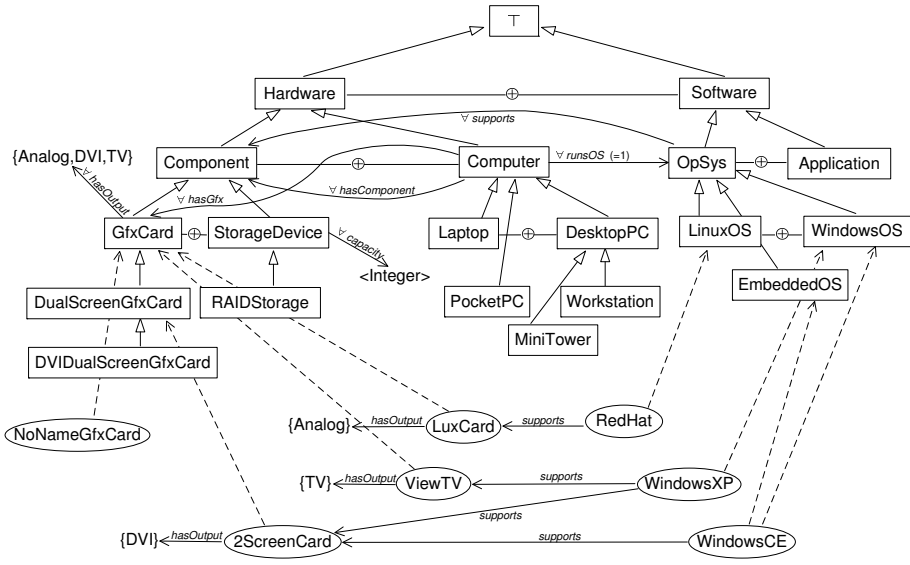 ⊤
Hardware
⊕
Software
∀ supports
{Analog,DVI,TV}
Component
⊕
Computer
∀ runsOS (=1)
OpSys
⊕
Application
∀ hasOutput
∀ hasGfx
∀ hasComponent
GfxCard
⊕
StorageDevice
∀ capacity
Laptop
⊕
DesktopPC
LinuxOS
⊕
WindowsOS
<Integer>
EmbeddedOS
DualScreenGfxCard
RAIDStorage
PocketPC
Workstation
MiniTower
DVIDualScreenGfxCard
NoNameGfxCard
{Analog}
hasOutput
LuxCard
supports
RedHat
{TV}
hasOutput
ViewTV
supports
WindowsXP
supports
{DVI}
hasOutput
2ScreenCard
supports
WindowsCE